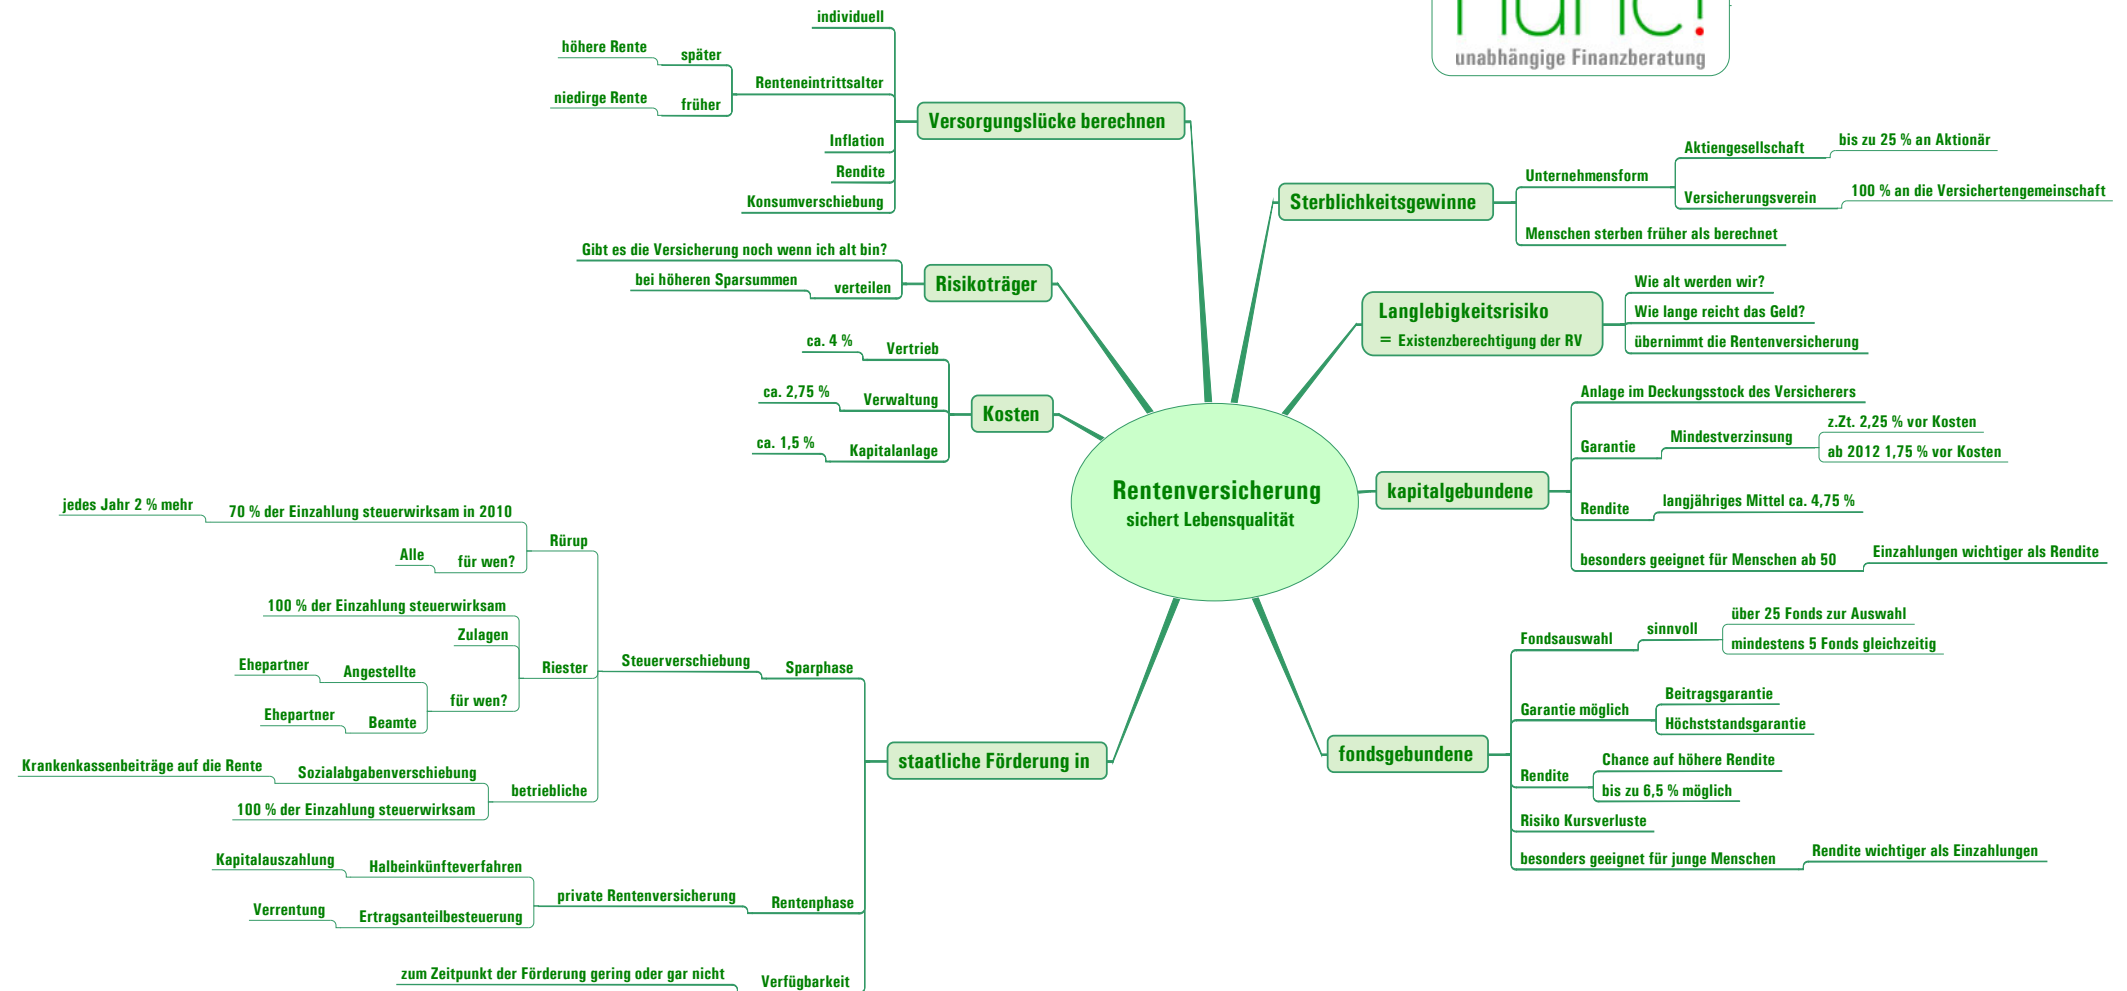 nunc!
unabhängige Finanzberatung
Rentenversicherung
sichert Lebensqualität
Versorgungslücke berechnen
individuell
Renteneintrittsalter
später
höhere Rente
früher
niedirge Rente
Inflation
Rendite
Konsumverschiebung
Risikoträger
Gibt es die Versicherung noch wenn ich alt bin?
verteilen
bei höheren Sparsummen
Kosten
Vertrieb
ca. 4 %
Verwaltung
ca. 2,75 %
Kapitalanlage
ca. 1,5 %
staatliche Förderung in
Sparphase
Steuerverschiebung
Rürup
70 % der Einzahlung steuerwirksam in 2010
jedes Jahr 2 % mehr
für wen?
Alle
Riester
100 % der Einzahlung steuerwirksam
Zulagen
für wen?
Angestellte
Ehepartner
Beamte
Ehepartner
betriebliche
Sozialabgabenverschiebung
Krankenkassenbeiträge auf die Rente
100 % der Einzahlung steuerwirksam
Rentenphase
private Rentenversicherung
Halbeinkünfteverfahren
Kapitalauszahlung
Ertragsanteilbesteuerung
Verrentung
Verfügbarkeit
zum Zeitpunkt der Förderung gering oder gar nicht
Sterblichkeitsgewinne
Unternehmensform
Aktiengesellschaft
bis zu 25 % an Aktionär
Versicherungsverein
100 % an die Versichertengemeinschaft
Menschen sterben früher als berechnet
Langlebigkeitsrisiko
= Existenzberechtigung der RV
Wie alt werden wir?
Wie lange reicht das Geld?
übernimmt die Rentenversicherung
kapitalgebundene
Anlage im Deckungsstock des Versicherers
Garantie
Mindestverzinsung
z.Zt. 2,25 % vor Kosten
ab 2012 1,75 % vor Kosten
Rendite
langjähriges Mittel ca. 4,75 %
besonders geeignet für Menschen ab 50
Einzahlungen wichtiger als Rendite
fondsgebundene
Fondsauswahl
sinnvoll
über 25 Fonds zur Auswahl
mindestens 5 Fonds gleichzeitig
Garantie möglich
Beitragsgarantie
Höchststandsgarantie
Rendite
Chance auf höhere Rendite
bis zu 6,5 % möglich
Risiko Kursverluste
besonders geeignet für junge Menschen
Rendite wichtiger als Einzahlungen